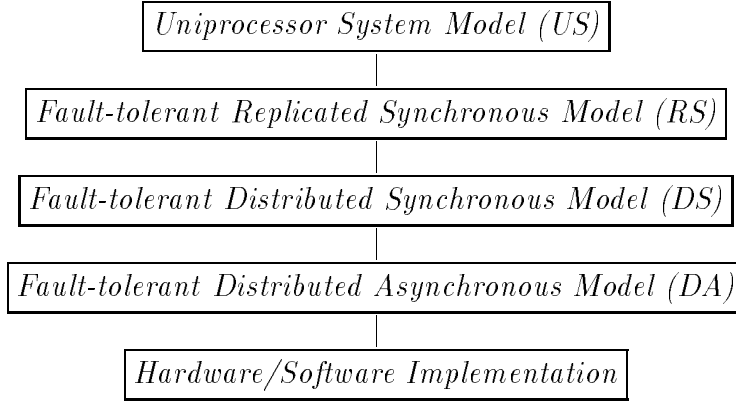 Uniprocessor System Model (US)
Fault-tolerant Replicated Synchronous Model (RS)
Fault-tolerant Distributed Synchronous Model (DS)
Fault-tolerant Distributed Asynchronous Model (DA)
Hardware/Software Implementation